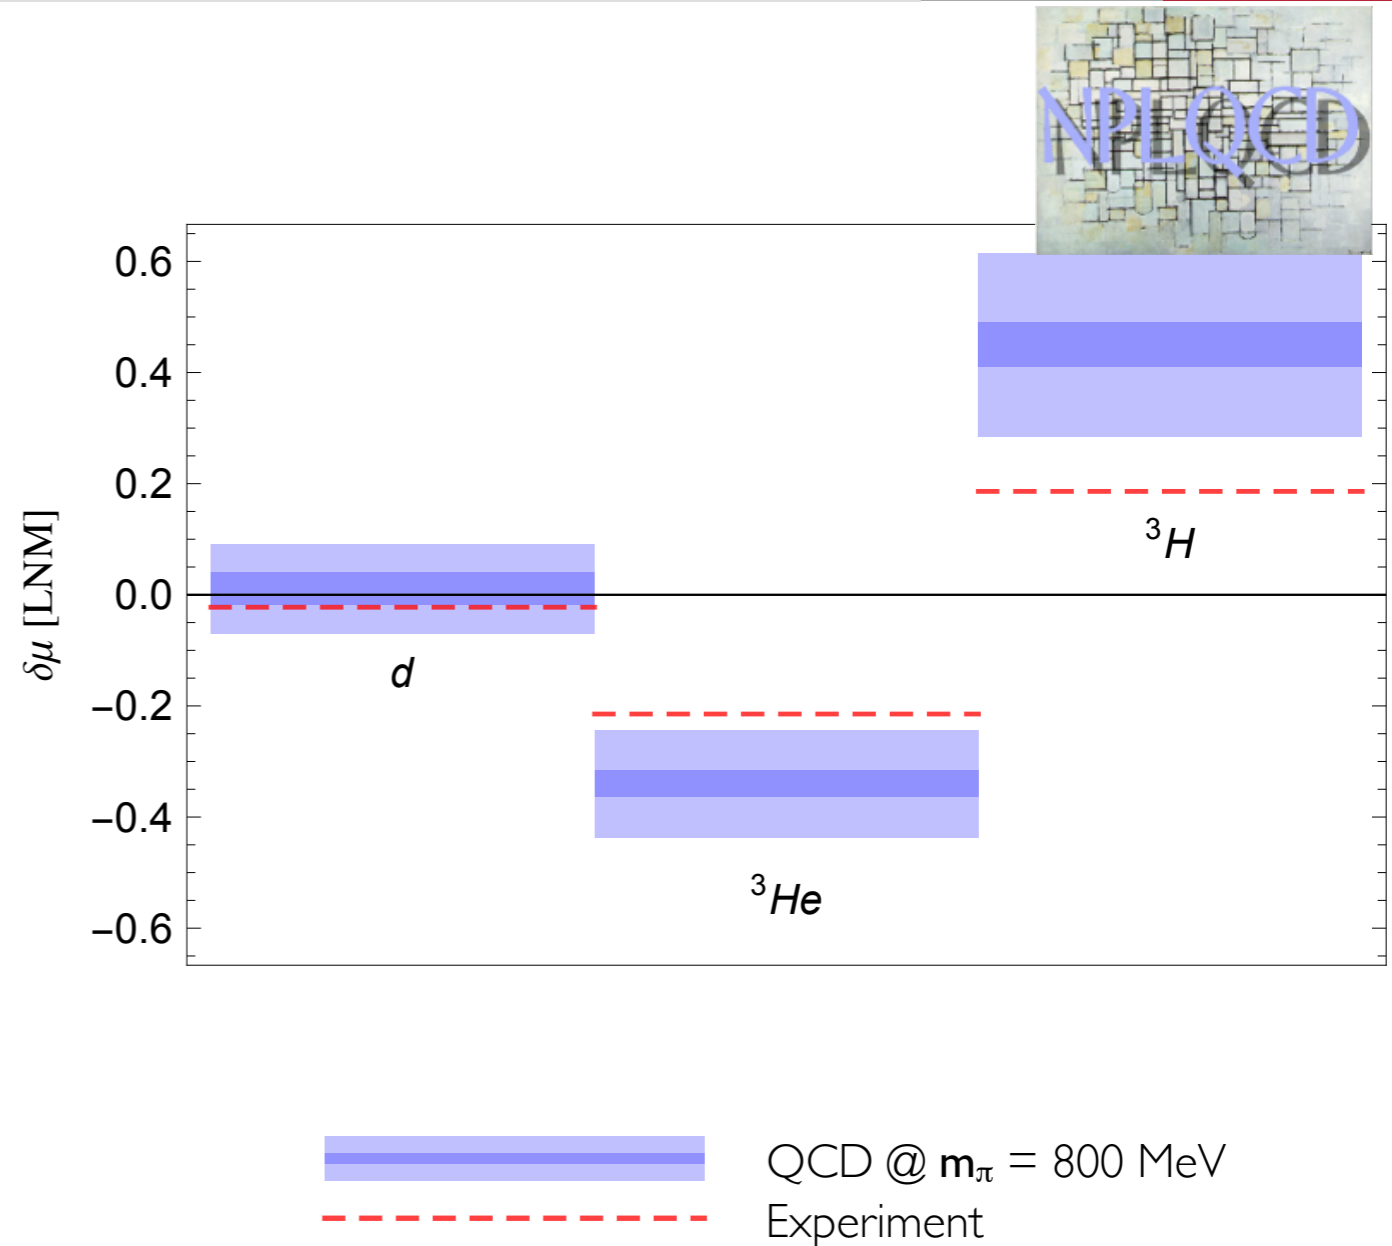 NPLQCD
0.6
0.4
0.2
0.0
−0.2
−0.4
−0.6
δμ [LNM]
d
³He
³H
QCD @ mπ = 800 MeV
Experiment